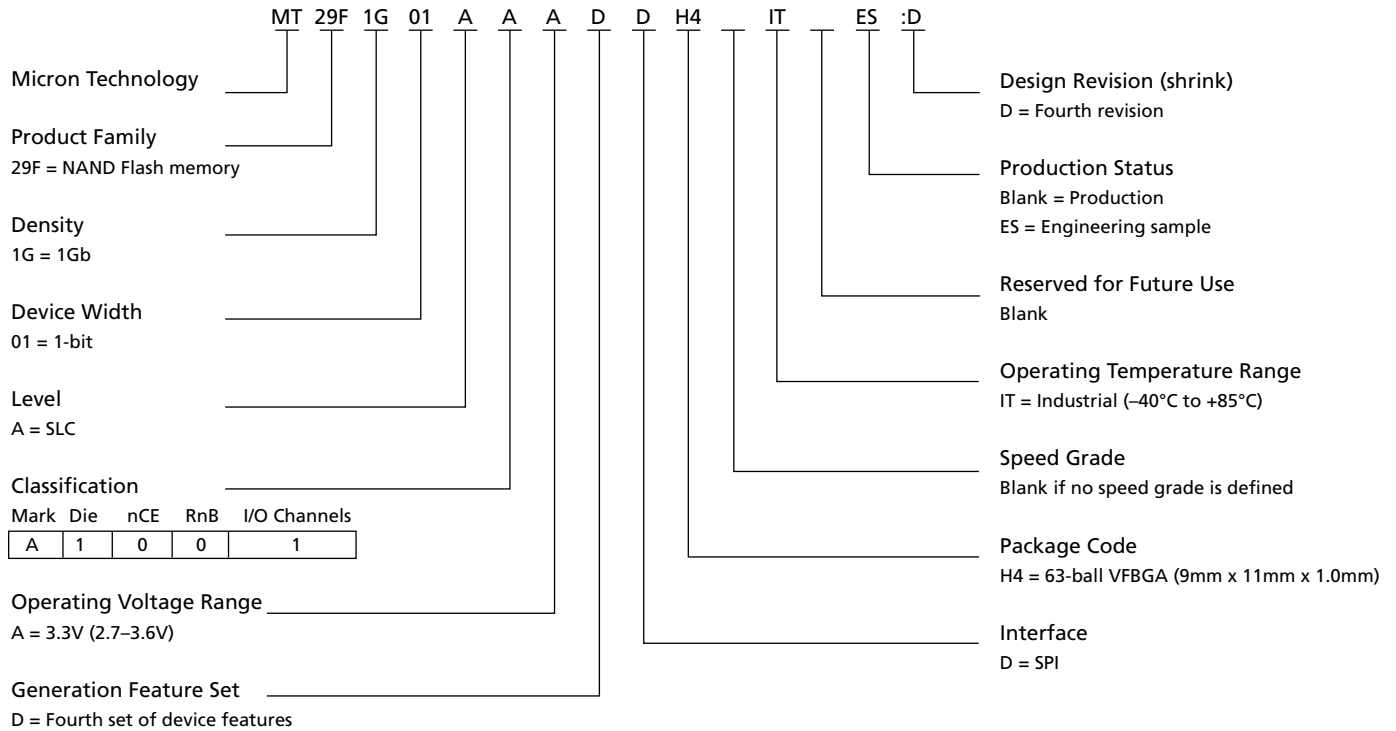 MT 29F 1G 01 A A A D D H4 IT ES :D
Micron Technology
Product Family
29F = NAND Flash memory
Density
1G = 1Gb
Device Width
01 = 1-bit
Level
A = SLC
Classification
Mark Die nCE RnB I/O Channels
A 1 0 0 1
Operating Voltage Range
A = 3.3V (2.7–3.6V)
Generation Feature Set
D = Fourth set of device features
Design Revision (shrink)
D = Fourth revision
Production Status
Blank = Production
ES = Engineering sample
Reserved for Future Use
Blank
Operating Temperature Range
IT = Industrial (–40°C to +85°C)
Speed Grade
Blank if no speed grade is defined
Package Code
H4 = 63-ball VFBGA (9mm x 11mm x 1.0mm)
Interface
D = SPI